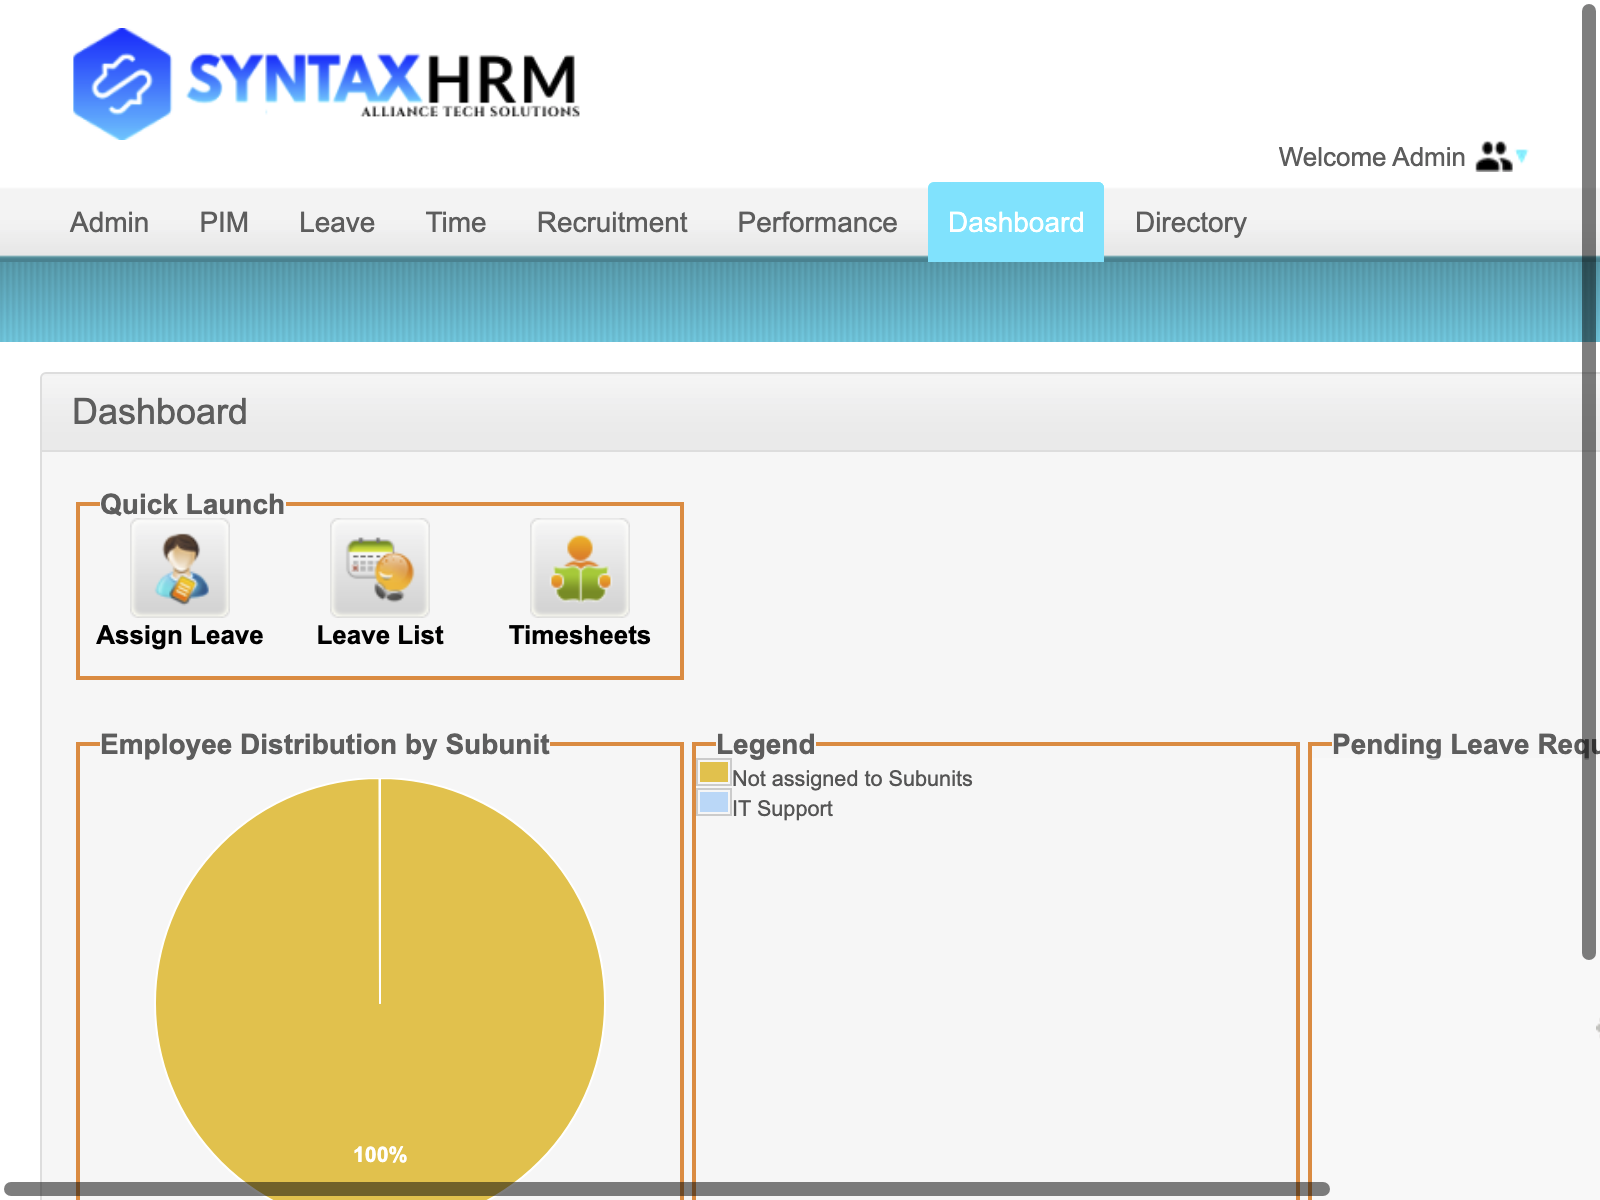 SYNTAXHRM
ALLIANCE TECH SOLUTIONS
Welcome Admin
Admin PIM Leave Time Recruitment Performance Dashboard Directory
Dashboard
Quick Launch
Assign Leave Leave List Timesheets
Employee Distribution by Subunit
Legend
Pending Leave Requ
Not assigned to Subunits
IT Support
100%